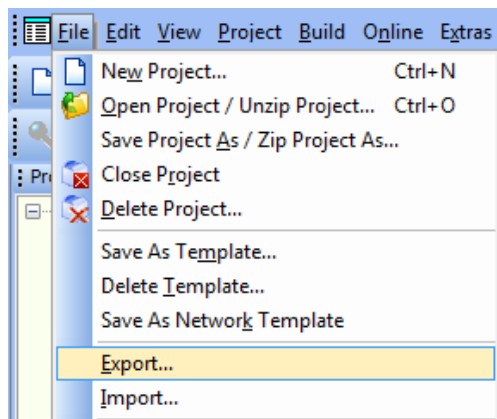 File Edit View Project Build Online Extras
New Project... Ctrl+N
Open Project / Unzip Project... Ctrl+O
Save Project As / Zip Project As...
Close Project
Delete Project...
Save As Template...
Delete Template...
Save As Network Template
Export...
Import...